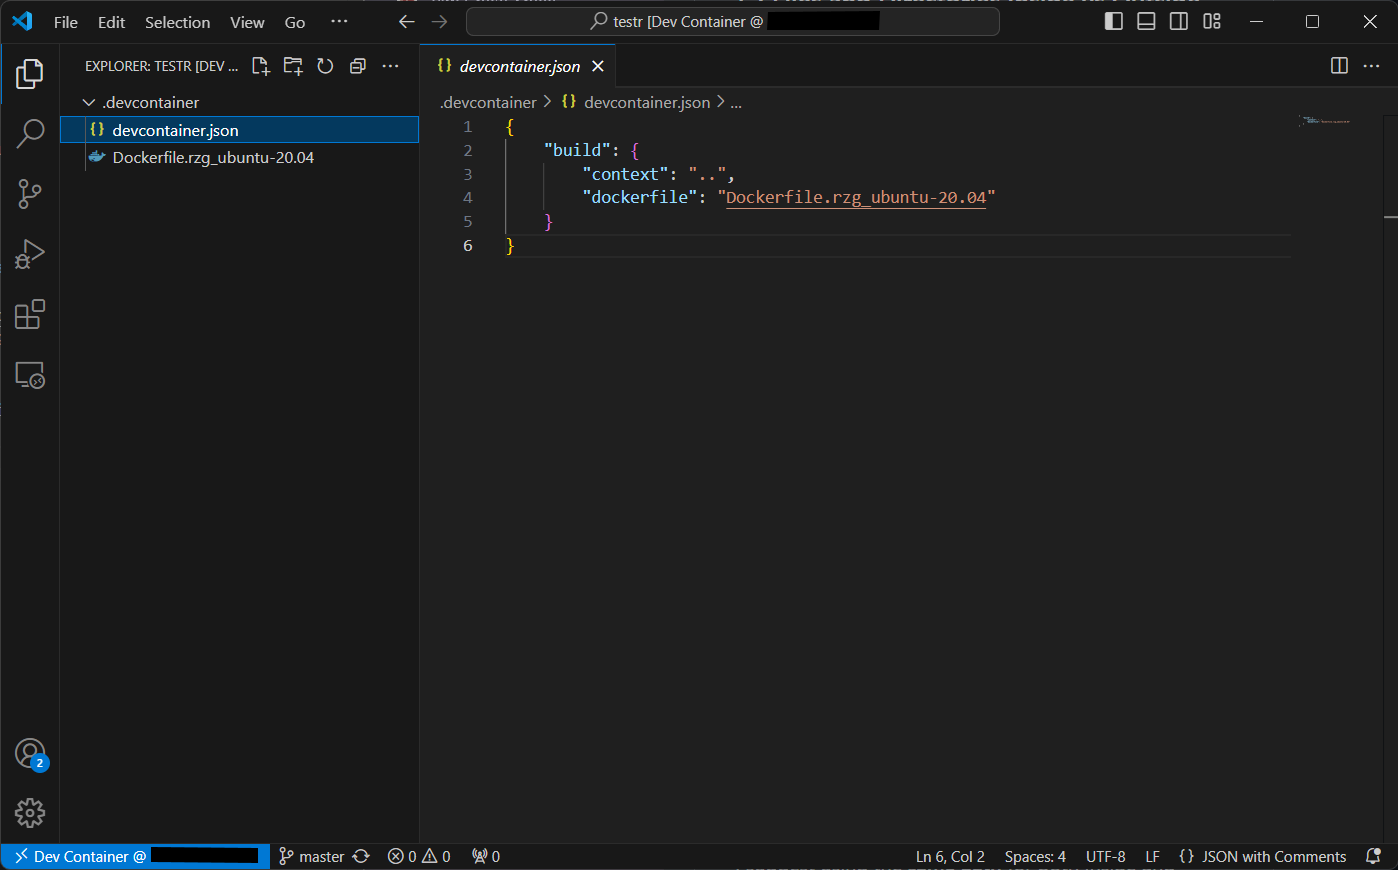 File Edit Selection View Go ··· testr [Dev Container @
EXPLORER: TESTR [DEV ...
devcontainer.json
.devcontainer
devcontainer.json
Dockerfile.rzg_ubuntu-20.04
.devcontainer > {} devcontainer.json > ...
1 {
2 "build": {
3 "context": "..",
4 "dockerfile": "Dockerfile.rzg_ubuntu-20.04"
5 }
6 }
2
Dev Container @ master 0 0 0 Ln 6, Col 2 Spaces: 4 UTF-8 LF {} JSON with Comments